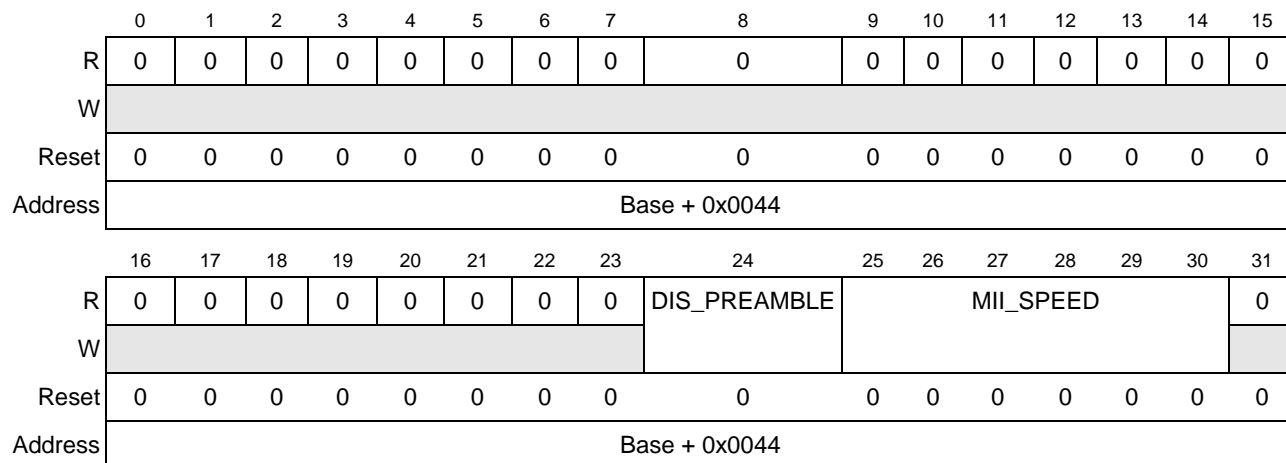 0 1 2 3 4 5 6 7 8 9 10 11 12 13 14 15
R 0 0 0 0 0 0 0 0 0 0 0 0 0 0 0 0
W
Reset 0 0 0 0 0 0 0 0 0 0 0 0 0 0 0 0
Address Base + 0x0044
16 17 18 19 20 21 22 23 24 25 26 27 28 29 30 31
R 0 0 0 0 0 0 0 0 DIS_PREAMBLE MII_SPEED 0
W
Reset 0 0 0 0 0 0 0 0 0 0 0 0 0 0 0 0
Address Base + 0x0044